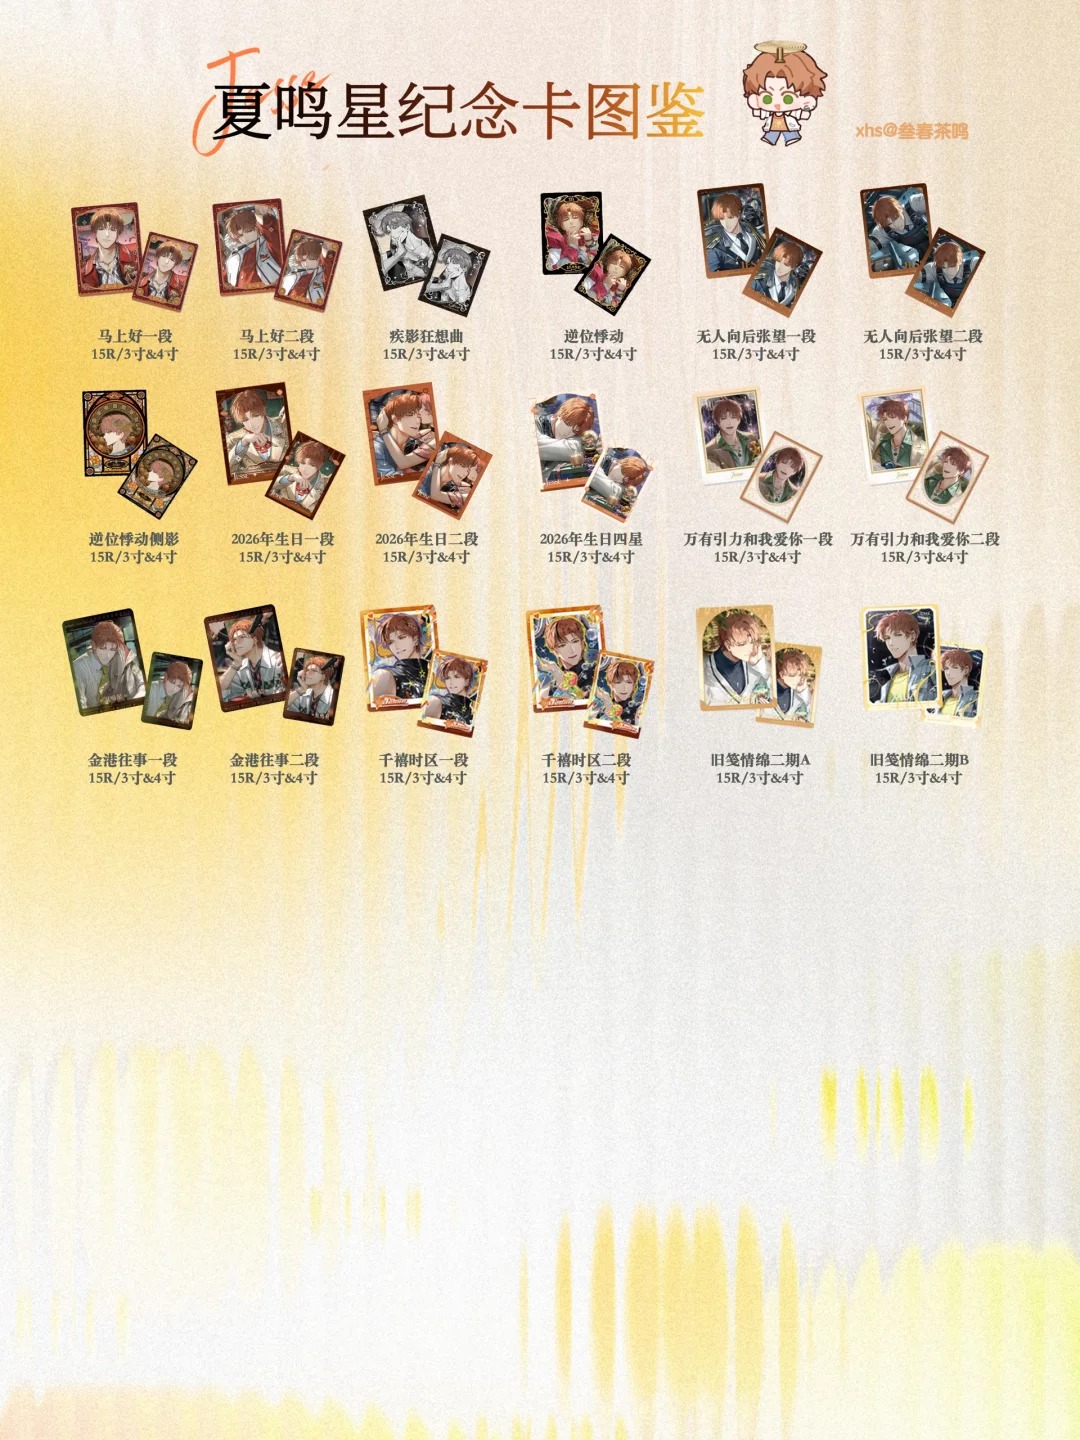 Jesse
夏鸣星纪念卡图鉴
xhs@叁春茶鸣
马上好一段
15R/3寸&4寸
马上好二段
15R/3寸&4寸
疾影狂想曲
15R/3寸&4寸
逆位悸动
15R/3寸&4寸
无人向后张望一段
15R/3寸&4寸
无人向后张望二段
15R/3寸&4寸
逆位悸动侧影
15R/3寸&4寸
2026年生日一段
15R/3寸&4寸
2026年生日二段
15R/3寸&4寸
2026年生日四星
15R/3寸&4寸
万有引力和我爱你一段
15R/3寸&4寸
万有引力和我爱你二段
15R/3寸&4寸
金港往事一段
15R/3寸&4寸
金港往事二段
15R/3寸&4寸
千禧时区一段
15R/3寸&4寸
千禧时区二段
15R/3寸&4寸
旧笺情绵二期A
15R/3寸&4寸
旧笺情绵二期B
15R/3寸&4寸